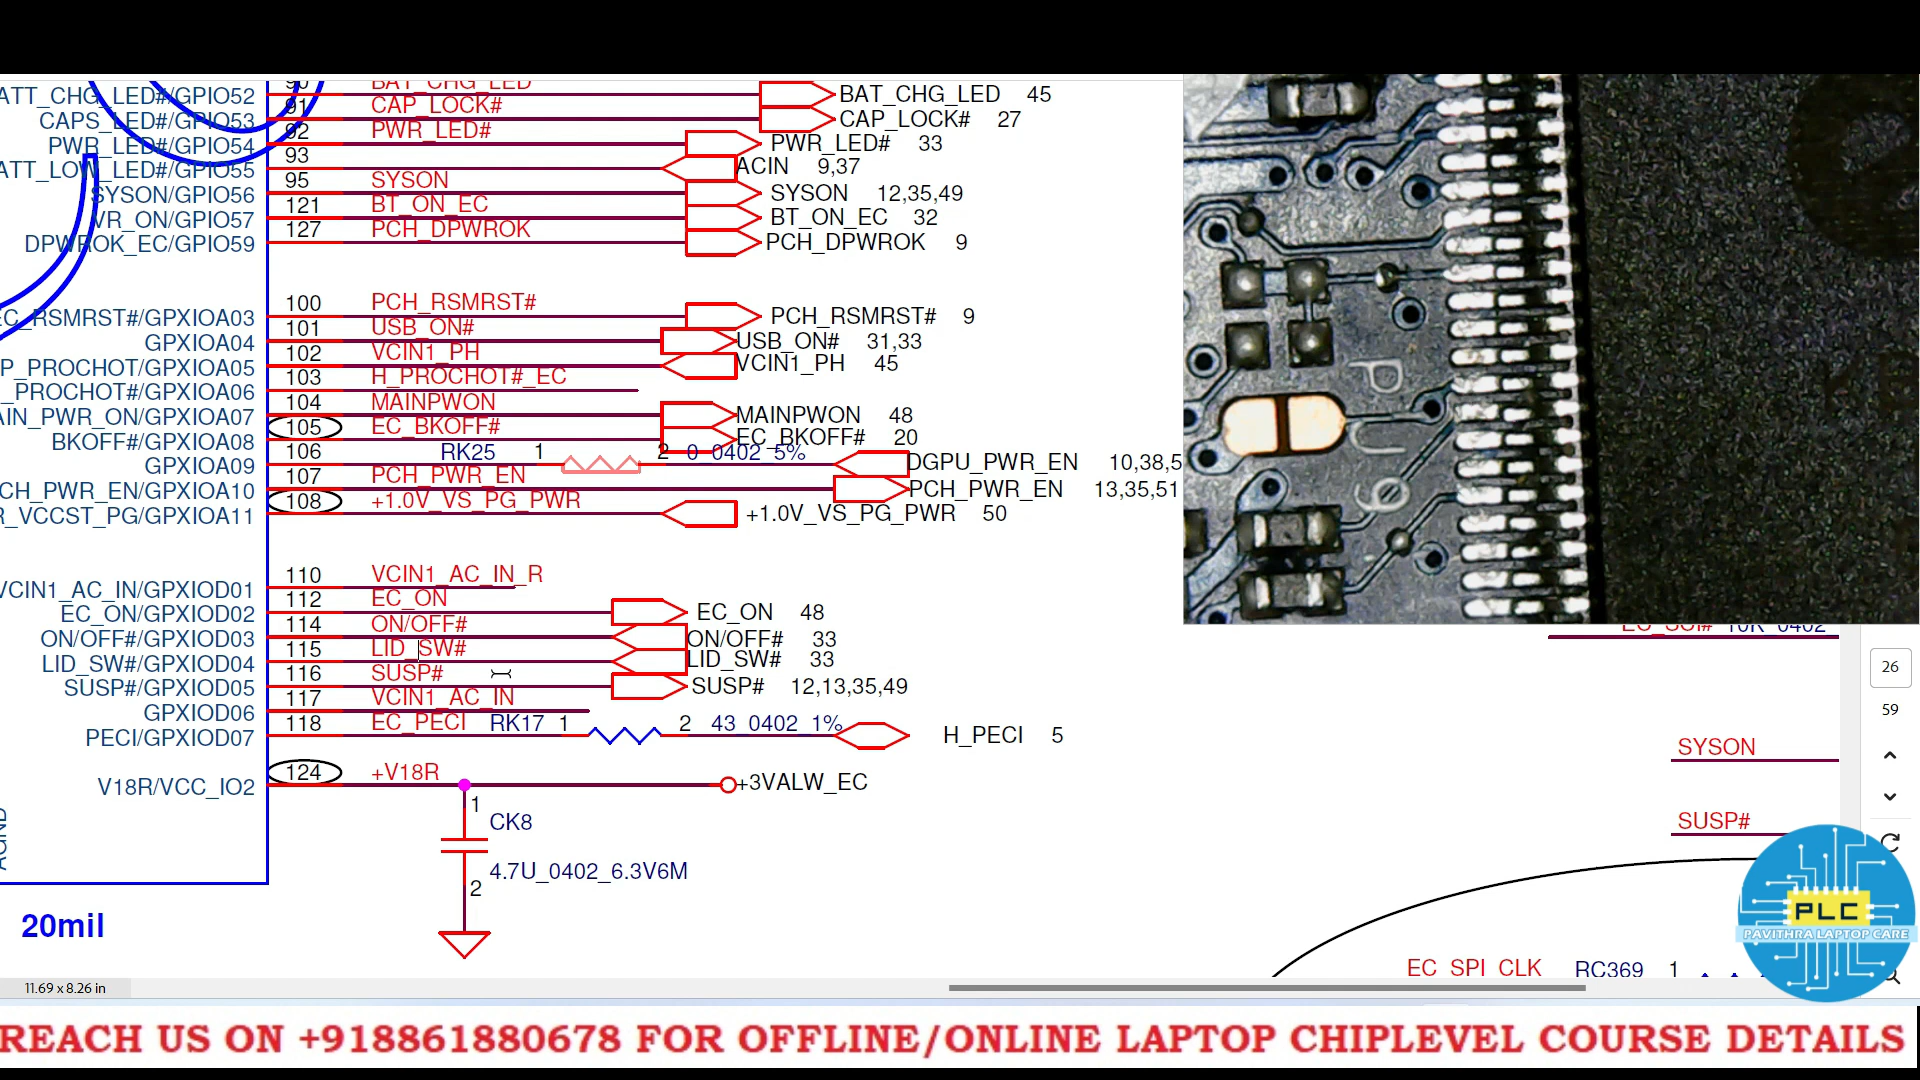 90 BAT_CHG_LED
ATT_CHG_LED#/GPIO52 BAT_CHG_LED 45
91 CAP_LOCK#
CAPS_LED#/GPIO53 CAP_LOCK# 27
92 PWR_LED#
PWR_LED#/GPIO54 PWR_LED# 33
93
ATT_LOW_LED#/GPIO55 ACIN 9,37
95 SYSON
SYSON/GPIO56 SYSON 12,35,49
121 BT_ON_EC
VR_ON/GPIO57 BT_ON_EC 32
127 PCH_DPWROK
DPWROK_EC/GPIO59 PCH_DPWROK 9
100 PCH_RSMRST#
EC_RSMRST#/GPXIOA03 PCH_RSMRST# 9
101 USB_ON#
GPXIOA04 USB_ON# 31,33
102 VCIN1_PH
P_PROCHOT/GPXIOA05 VCIN1_PH 45
103 H_PROCHOT#_EC
_PROCHOT#/GPXIOA06
104 MAINPWON
AIN_PWR_ON/GPXIOA07 MAINPWON 48
105 EC_BKOFF#
BKOFF#/GPXIOA08 EC_BKOFF# 20
106 RK25 1 2 0_0402_5%
GPXIOA09 DGPU_PWR_EN 10,38,5
107 PCH_PWR_EN
CH_PWR_EN/GPXIOA10 PCH_PWR_EN 13,35,51
108 +1.0V_VS_PG_PWR
R_VCCST_PG/GPXIOA11 +1.0V_VS_PG_PWR 50
110 VCIN1_AC_IN_R
VCIN1_AC_IN/GPXIOD01
112 EC_ON
EC_ON/GPXIOD02 EC_ON 48
114 ON/OFF#
ON/OFF#/GPXIOD03 ON/OFF# 33
115 LID_SW#
LID_SW#/GPXIOD04 LID_SW# 33
116 SUSP#
SUSP#/GPXIOD05 SUSP# 12,13,35,49
117 VCIN1_AC_IN
GPXIOD06
118 EC_PECI RK17 1 2 43_0402_1%
PECI/GPXIOD07 H_PECI 5
124 +V18R
V18R/VCC_IO2 +3VALW_EC
1
CK8
4.7U_0402_6.3V6M
2
AGND
20mil
PJ9
EC_SCI# 10K_0402
26
59
SYSON
SUSP#
PLC
PAVITHRA LAPTOP CARE
EC_SPI_CLK RC369 1
11.69 x 8.26 in
REACH US ON +918861880678 FOR OFFLINE/ONLINE LAPTOP CHIPLEVEL COURSE DETAILS